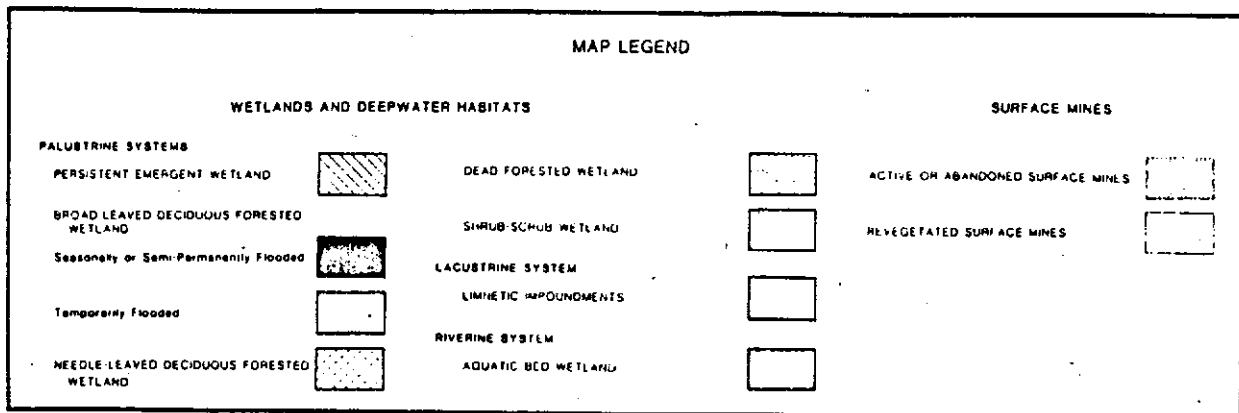 MAP LEGEND
WETLANDS AND DEEPWATER HABITATS
PALUSTRINE SYSTEMS
PERSISTENT EMERGENT WETLAND
BROAD LEAVED DECIDUOUS FORESTED
WETLAND
Seasonally or Semi-Permanently Flooded
Temporarily Flooded
NEEDLE-LEAVED DECIDUOUS FORESTED
WETLAND
DEAD FORESTED WETLAND
SHRUB-SCRUB WETLAND
LACUSTRINE SYSTEM
LIMNETIC IMPOUNDMENTS
RIVERINE SYSTEM
AQUATIC BED WETLAND
SURFACE MINES
ACTIVE OR ABANDONED SURFACE MINES
REVEGETATED SURFACE MINES